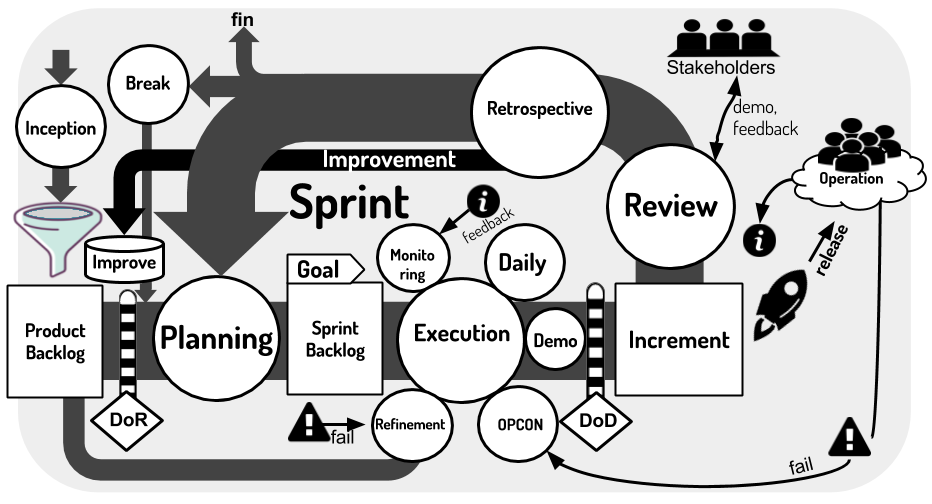 fin
Stakeholders
Break
Inception
Retrospective
demo,
feedback
Improvement
Operation
Sprint
Review
feedback
Improve
Monito
ring
Daily
release
Goal
Product
Backlog
Planning
Sprint
Backlog
Execution
Demo
Increment
DoR
fail
Refinement
OPCON
DoD
fail